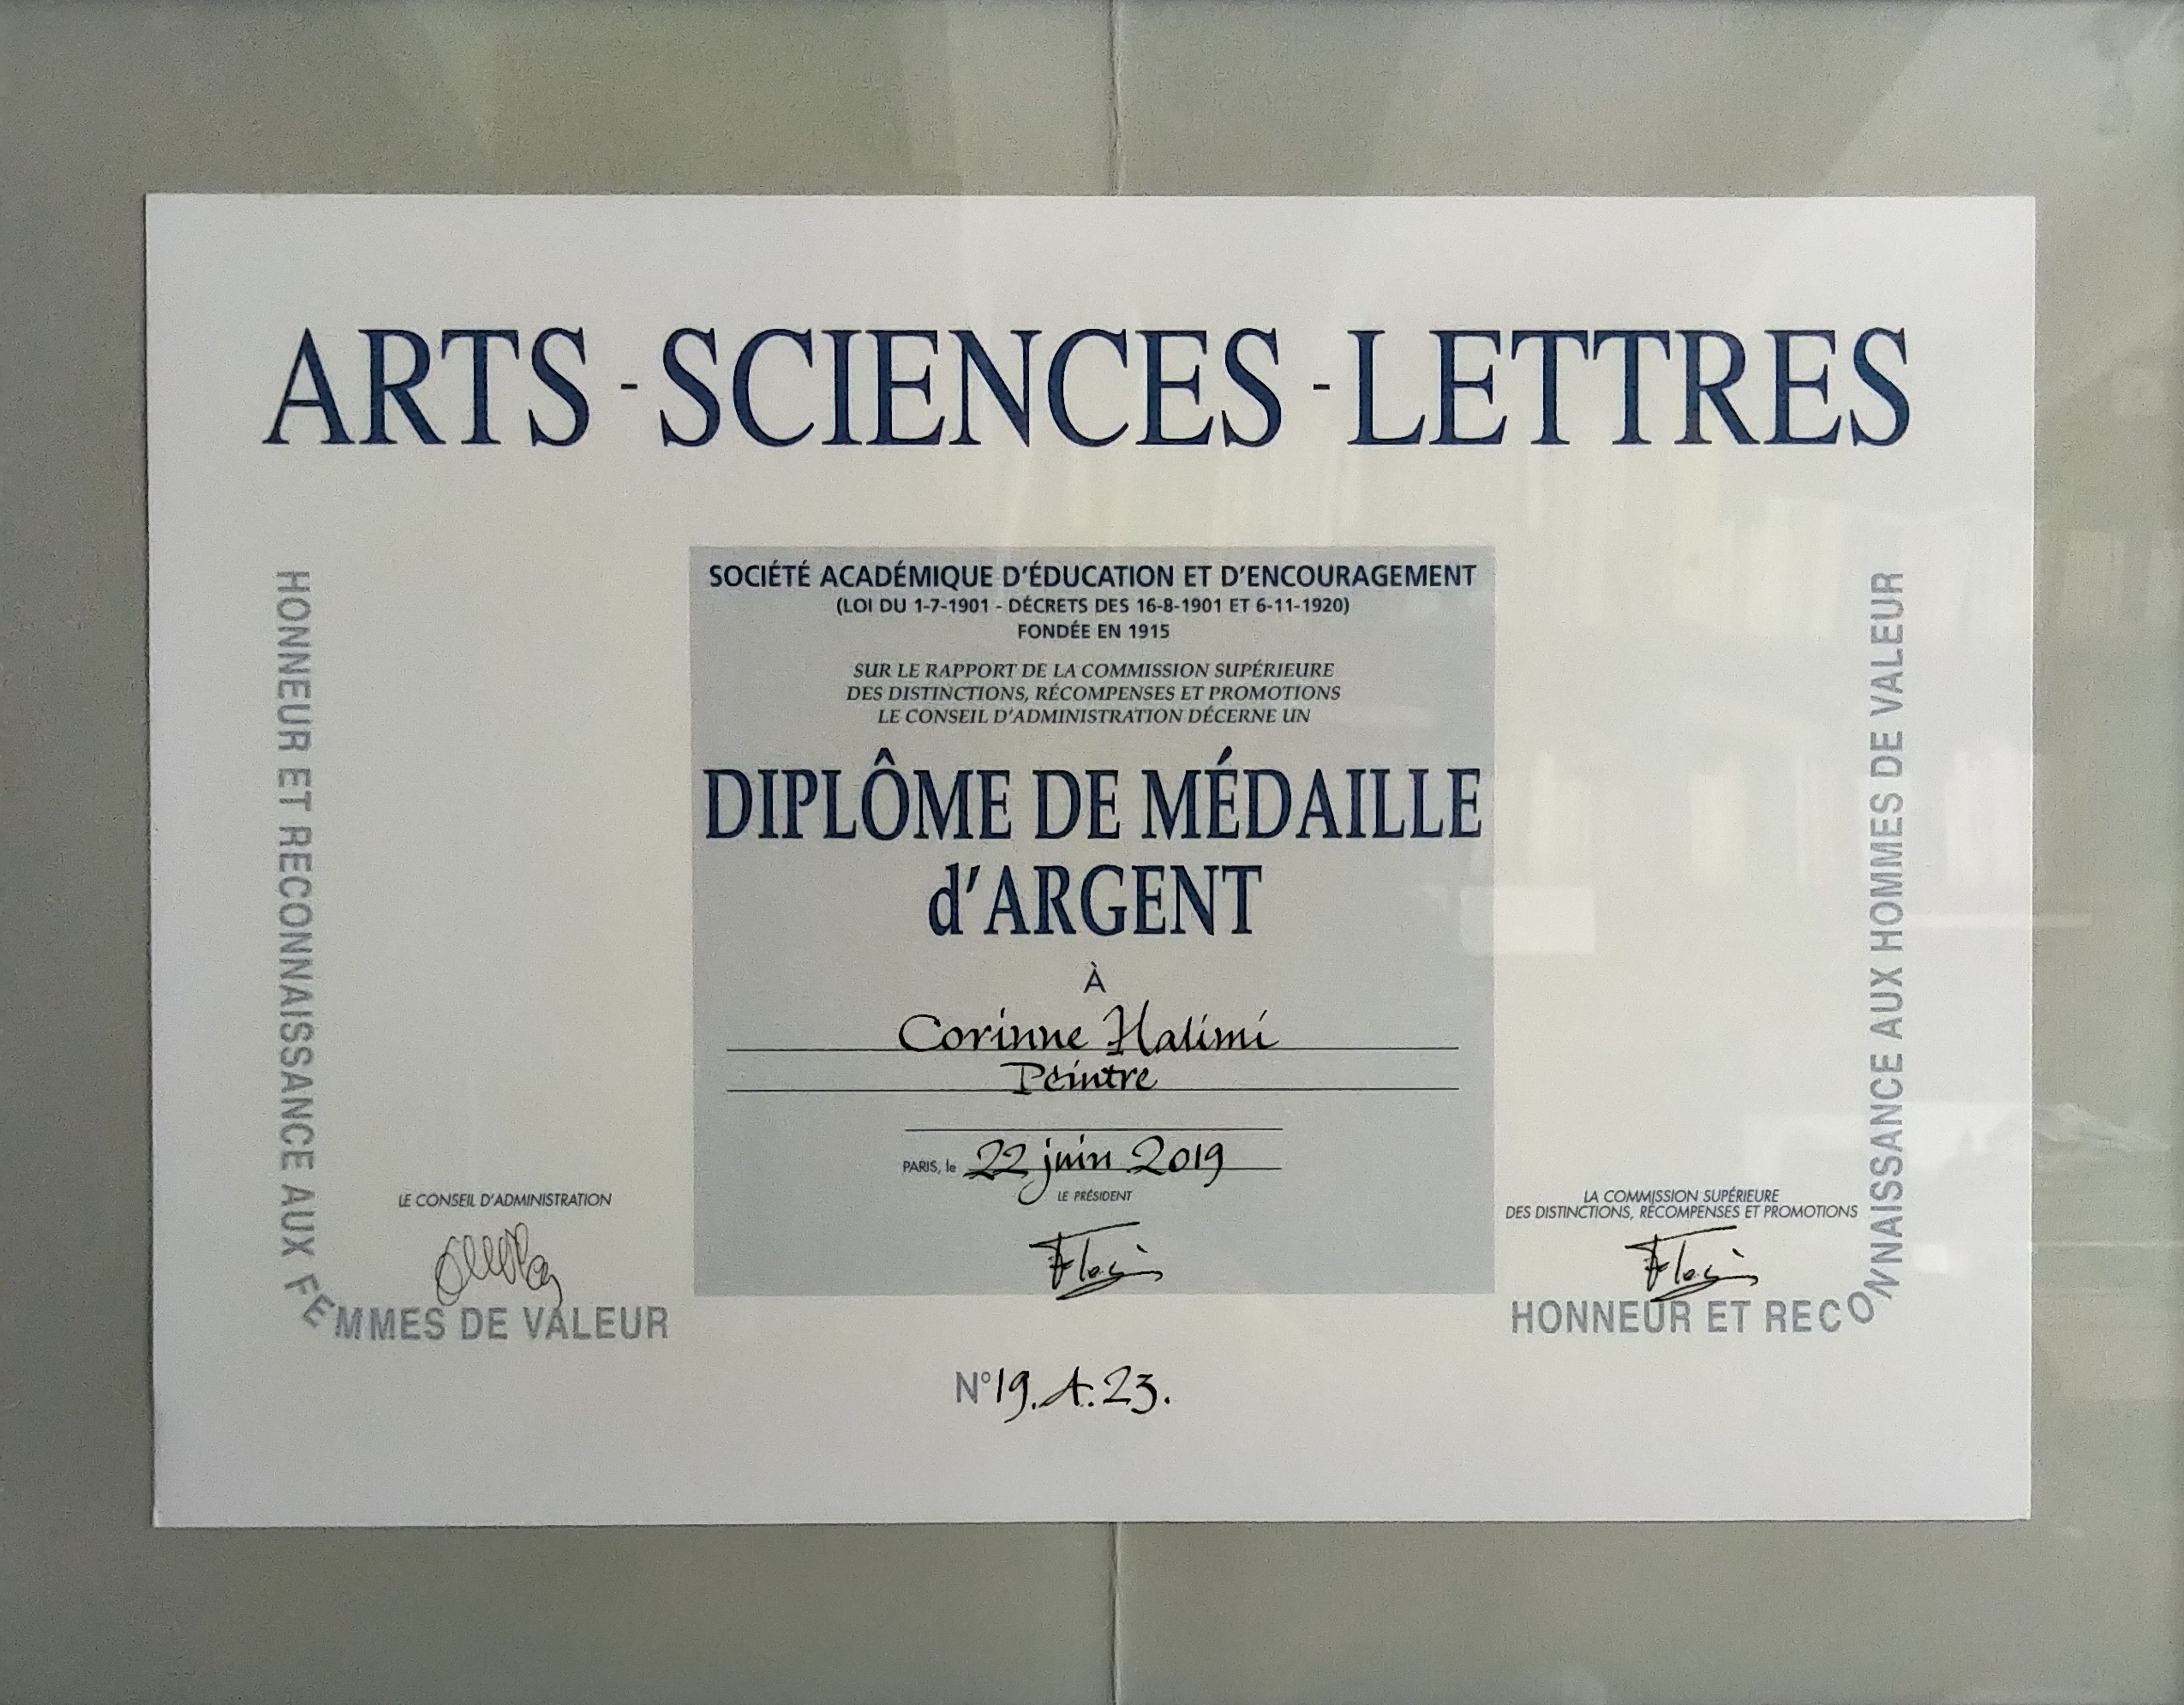 ARTS - SCIENCES - LETTRES
HONNEUR ET RECONNAISSANCE AUX FEMMES DE VALEUR
SOCIÉTÉ ACADÉMIQUE D'ÉDUCATION ET D'ENCOURAGEMENT
(LOI DU 1-7-1901 - DÉCRETS DES 16-8-1901 ET 6-11-1920)
FONDÉE EN 1915
SUR LE RAPPORT DE LA COMMISSION SUPÉRIEURE
DES DISTINCTIONS, RÉCOMPENSES ET PROMOTIONS
LE CONSEIL D'ADMINISTRATION DÉCERNE UN
DIPLÔME DE MÉDAILLE
d'ARGENT
À
Corinne Halimi
Peintre
PARIS, le 22 juin 2019
LE PRÉSIDENT
LE CONSEIL D'ADMINISTRATION
LA COMMISSION SUPÉRIEURE
DES DISTINCTIONS, RÉCOMPENSES ET PROMOTIONS
HONNEUR ET RECONNAISSANCE AUX HOMMES DE VALEUR
N° 19.A.23.